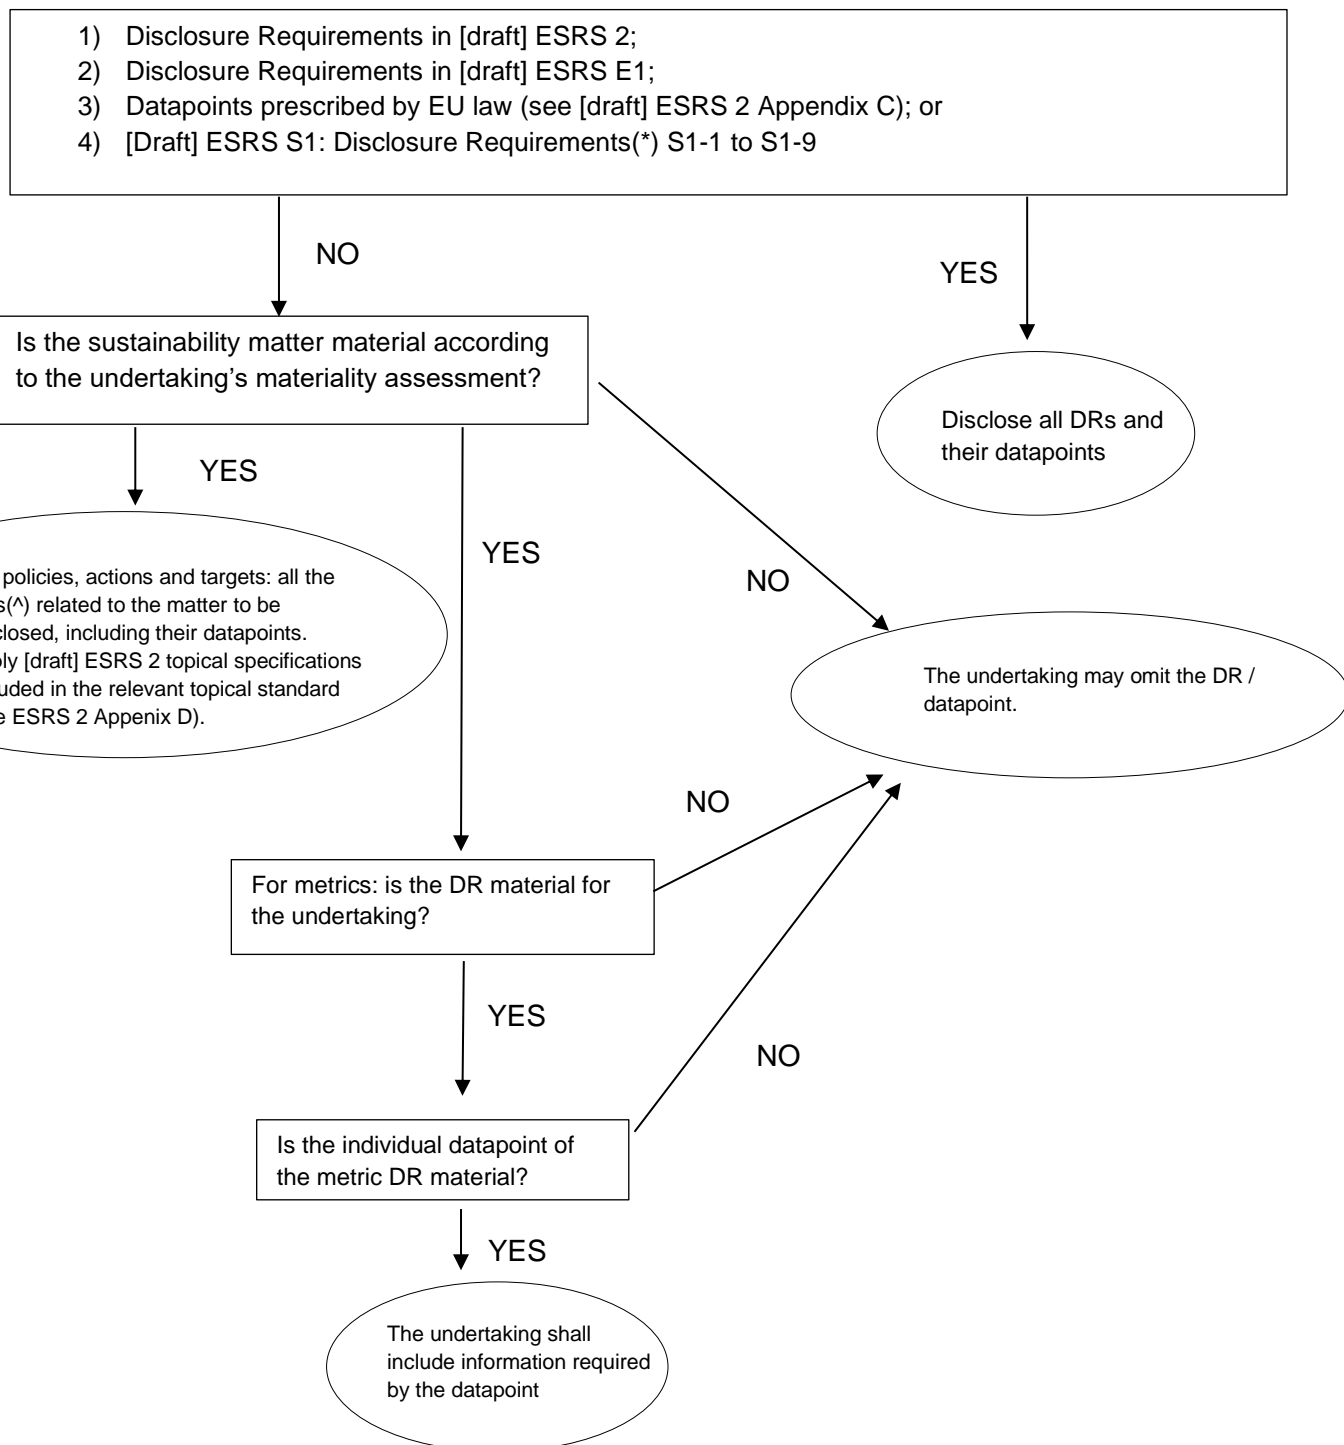 1) Disclosure Requirements in [draft] ESRS 2;
2) Disclosure Requirements in [draft] ESRS E1;
3) Datapoints prescribed by EU law (see [draft] ESRS 2 Appendix C); or
4) [Draft] ESRS S1: Disclosure Requirements(*) S1-1 to S1-9
NO
YES
Is the sustainability matter material according
to the undertaking’s materiality assessment?
Disclose all DRs and
their datapoints
YES
YES
NO
policies, actions and targets: all the
(^) related to the matter to be
including their datapoints.
[draft] ESRS 2 topical specifications
in the relevant topical standard
ESRS 2 Appenix D).
The undertaking may omit the DR /
datapoint.
NO
For metrics: is the DR material for
the undertaking?
YES
NO
Is the individual datapoint of
the metric DR material?
YES
The undertaking shall
include information required
by the datapoint